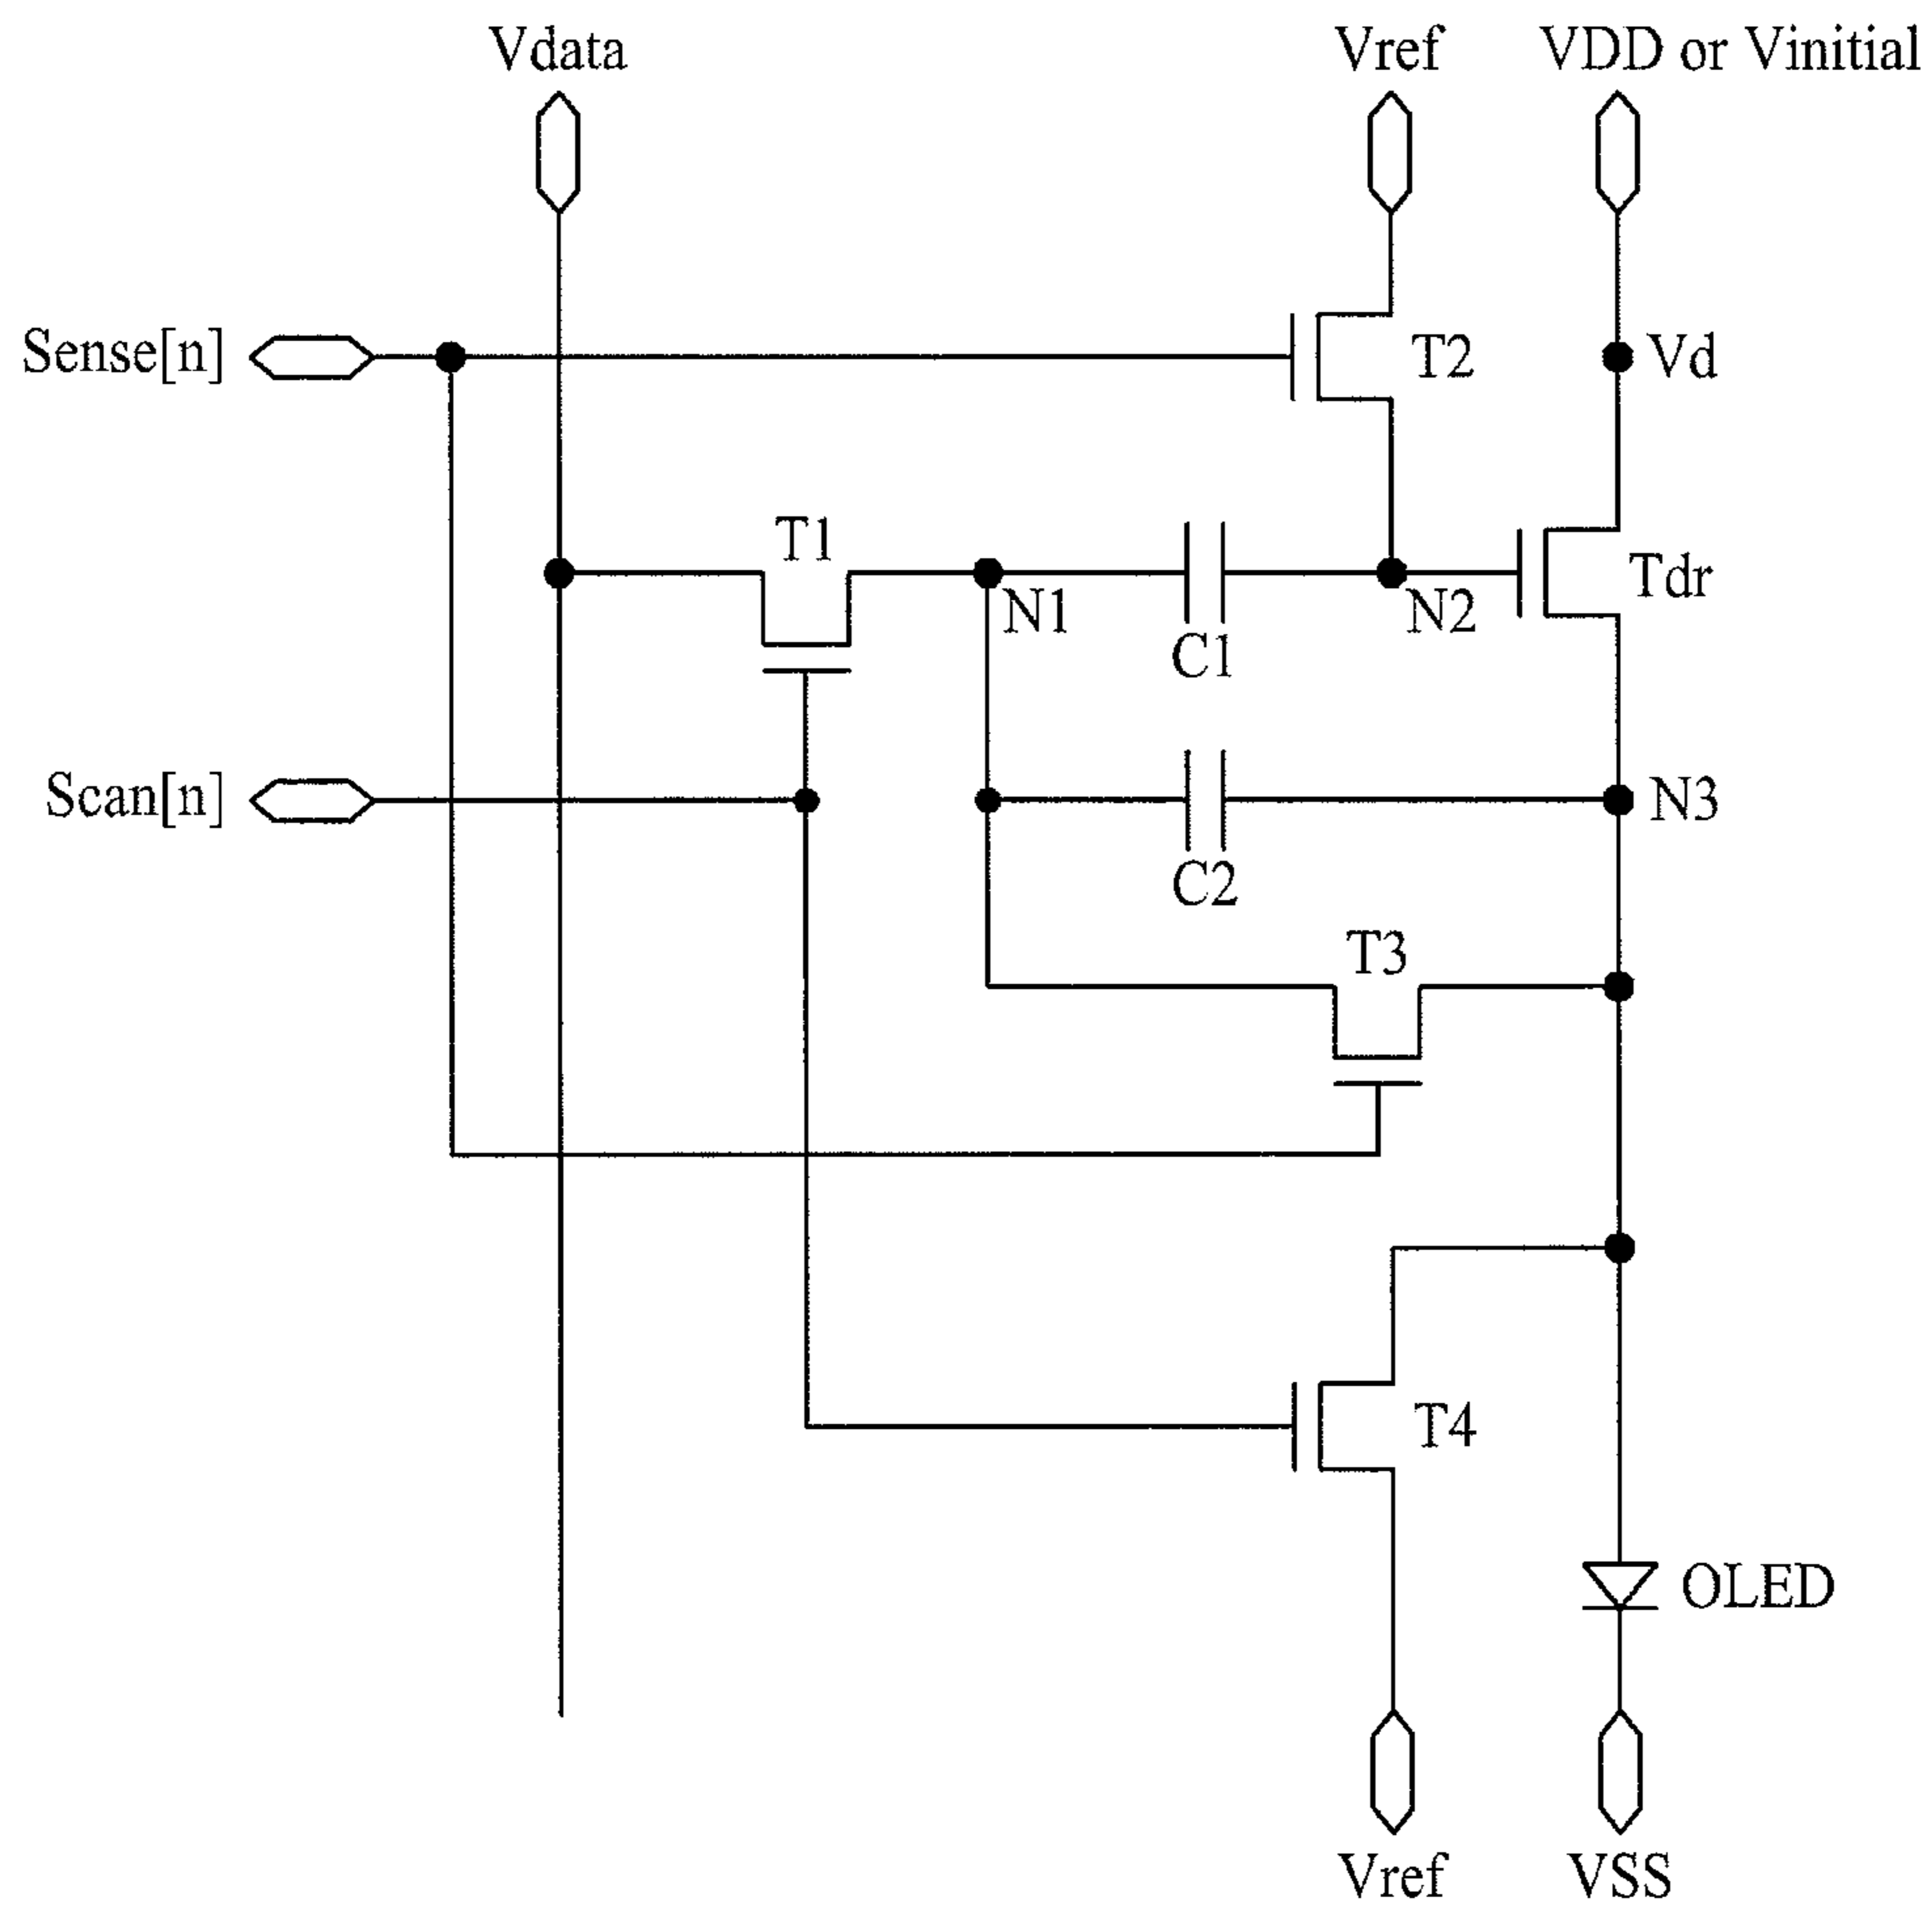 Vdata
Vref
VDD or Vinitial
Sense[n]
T2
Vd
T1
Tdr
N1
N2
C1
Scan[n]
N3
C2
T3
T4
OLED
Vref
VSS